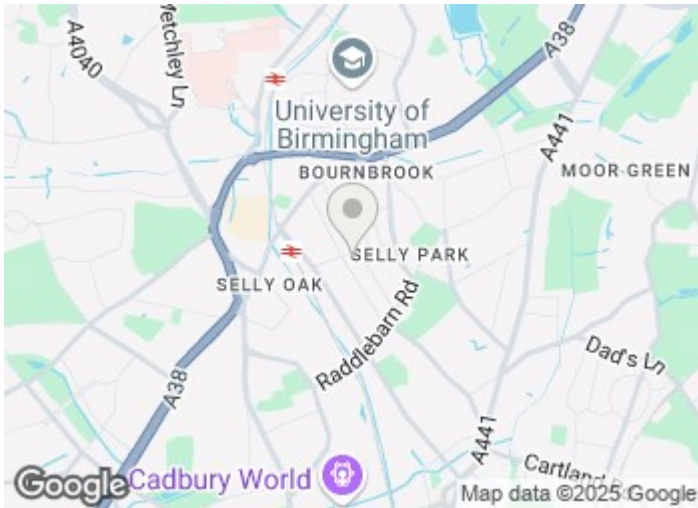 A4040
Metchley Ln
A38
University of
Birmingham
A441
BOURNBROOK
MOOR GREEN
SELLY PARK
SELLY OAK
Raddlebarn Rd
Dad's Ln
A38
A441
Cadbury World
Cartland
Google
Map data ©2025 Google